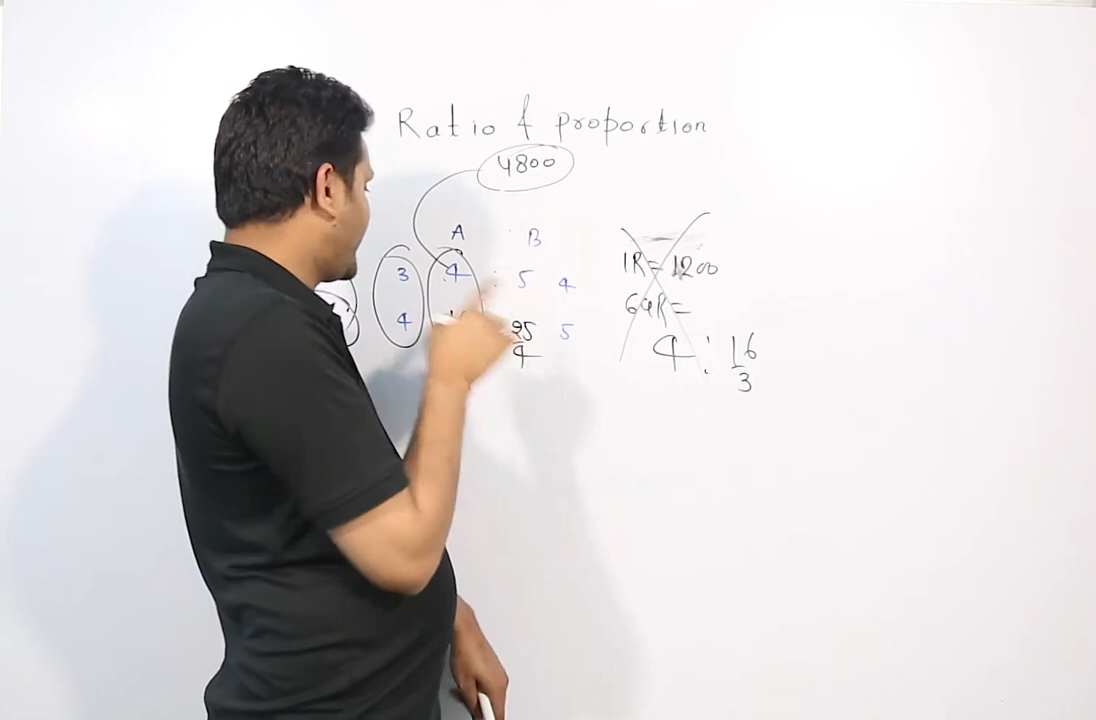 Ratio & proportion
4800
A : B
3 4 : 5 4
4 25/4 5
1R = 1200
64R =
4 : 16/3